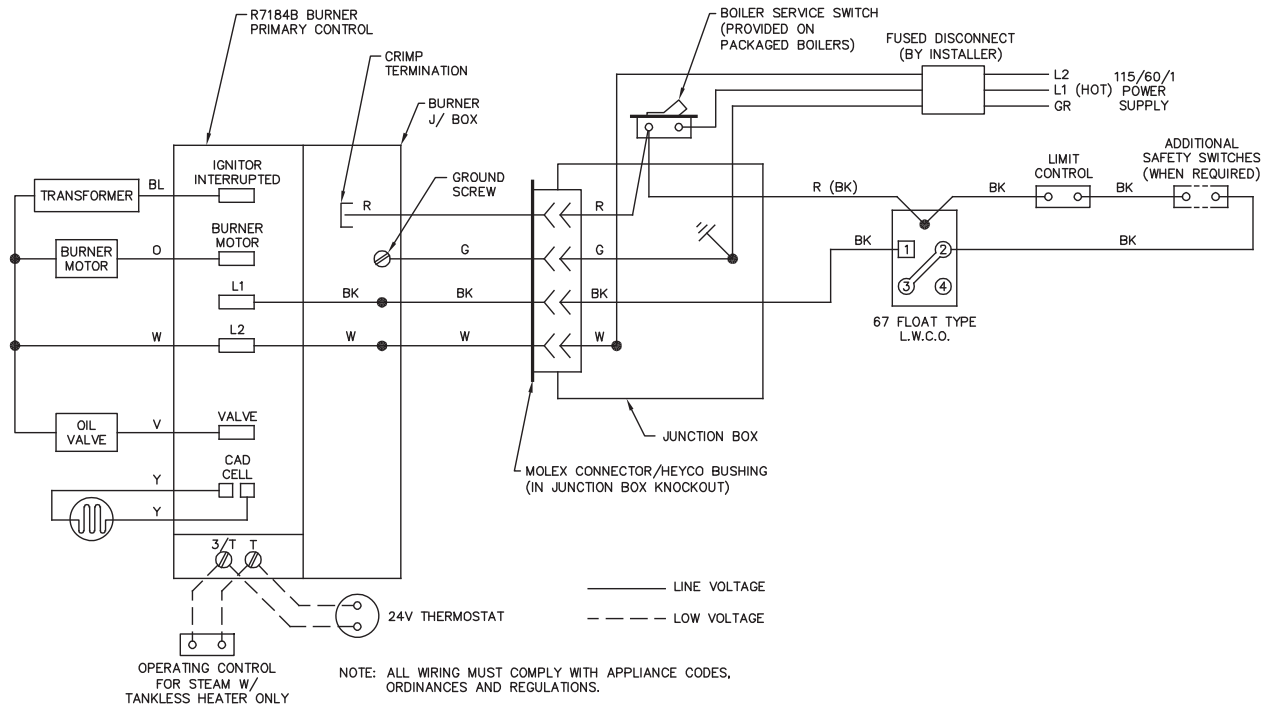 R7184B BURNER
PRIMARY CONTROL
CRIMP
TERMINATION
BURNER
J/ BOX
BOILER SERVICE SWITCH
(PROVIDED ON
PACKAGED BOILERS)
FUSED DISCONNECT
(BY INSTALLER)
L2
L1 (HOT)
GR
115/60/1
POWER
SUPPLY
ADDITIONAL
SAFETY SWITCHES
(WHEN REQUIRED)
LIMIT
CONTROL
TRANSFORMER
BL
IGNITOR
INTERRUPTED
GROUND
SCREW
R
R
R (BK)
BK
BK
BURNER
MOTOR
O
BURNER
MOTOR
G
G
BK
1
2
BK
3
4
L1
BK
BK
BK
67 FLOAT TYPE
L.W.C.O.
W
L2
W
W
W
OIL
VALVE
V
VALVE
JUNCTION BOX
CAD
CELL
Y
Y
MOLEX CONNECTOR/HEYCO BUSHING
(IN JUNCTION BOX KNOCKOUT)
3/T
T
24V THERMOSTAT
LINE VOLTAGE
LOW VOLTAGE
OPERATING CONTROL
FOR STEAM W/
TANKLESS HEATER ONLY
NOTE: ALL WIRING MUST COMPLY WITH APPLIANCE CODES,
ORDINANCES AND REGULATIONS.